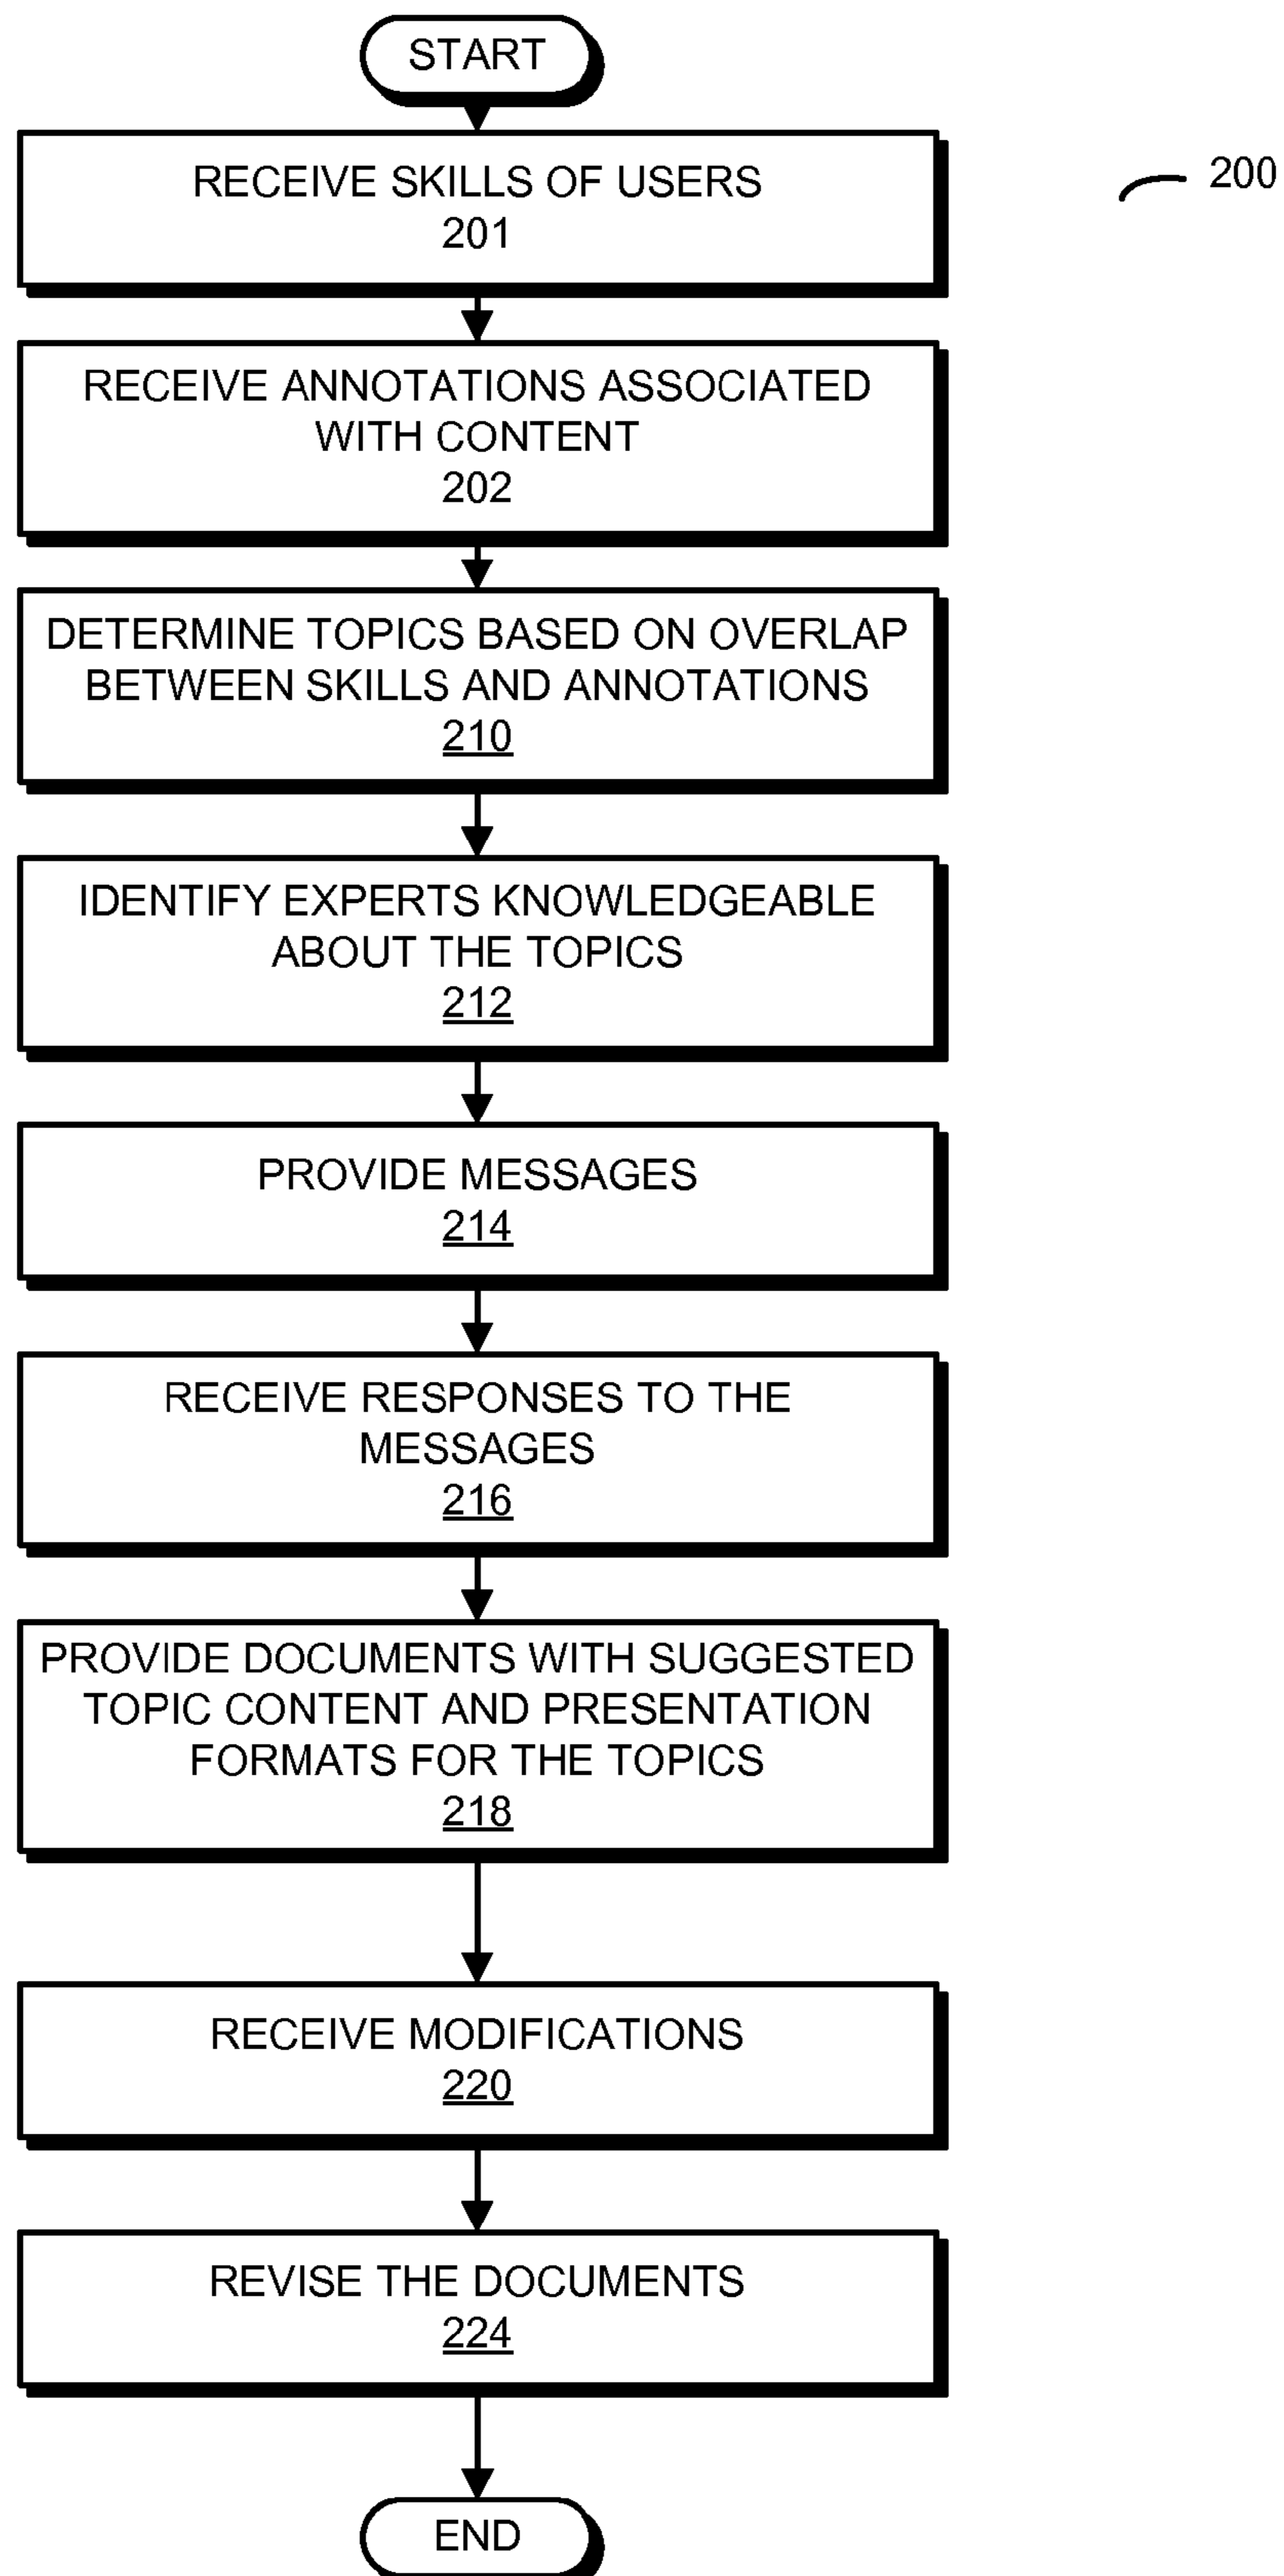 START
RECEIVE SKILLS OF USERS
201
200
RECEIVE ANNOTATIONS ASSOCIATED
WITH CONTENT
202
DETERMINE TOPICS BASED ON OVERLAP
BETWEEN SKILLS AND ANNOTATIONS
210
IDENTIFY EXPERTS KNOWLEDGEABLE
ABOUT THE TOPICS
212
PROVIDE MESSAGES
214
RECEIVE RESPONSES TO THE
MESSAGES
216
PROVIDE DOCUMENTS WITH SUGGESTED
TOPIC CONTENT AND PRESENTATION
FORMATS FOR THE TOPICS
218
RECEIVE MODIFICATIONS
220
REVISE THE DOCUMENTS
224
END